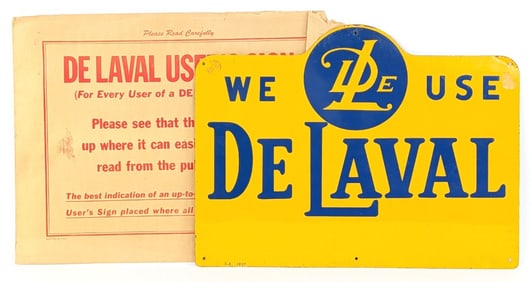 Please Read Carefully
DE LAVAL USER'S SIGN
(For Every User of a DE
Please see that th
up where it can eas
read from the pu
The best indication of an up-to-
User's Sign placed where all
DLE
WE USE
DE LAVAL